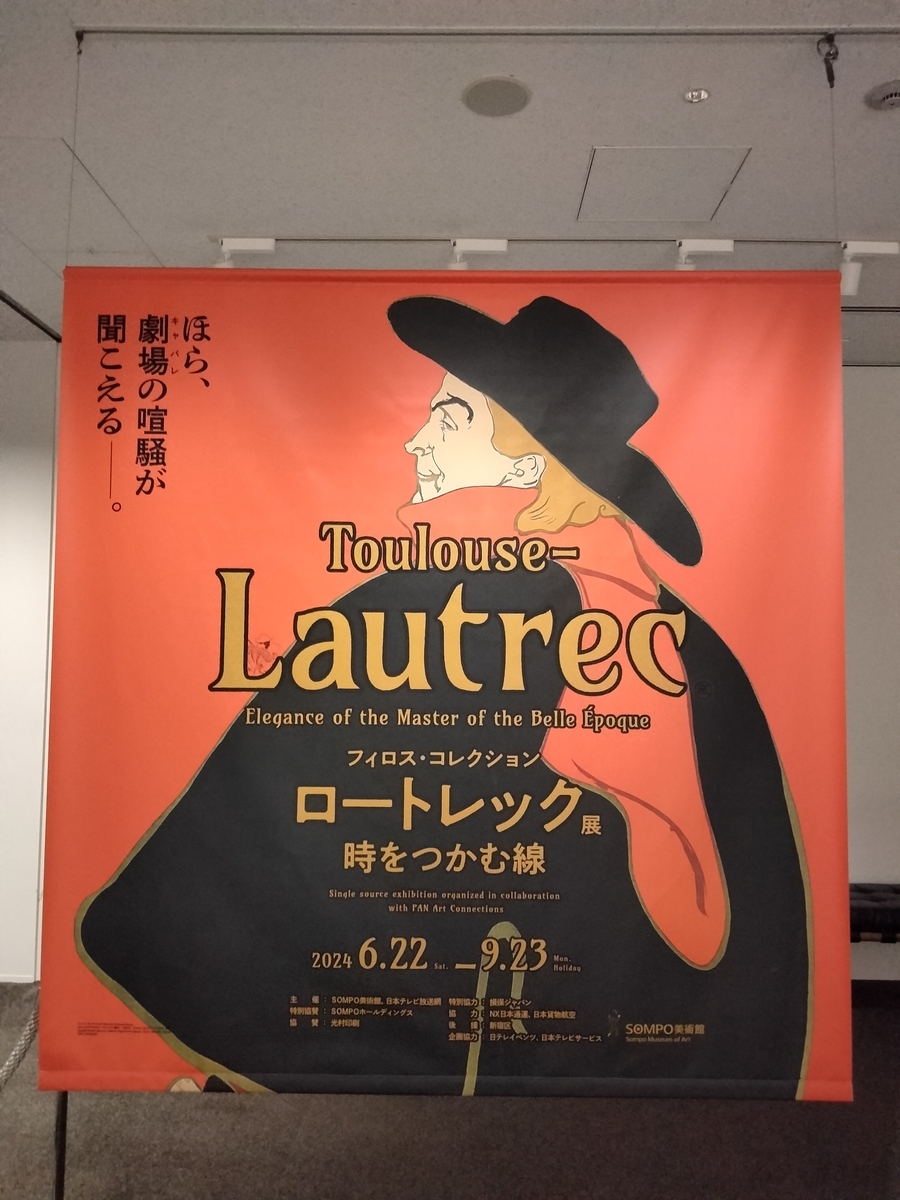 ほら、
劇場の喧騒が
キャバレ
聞こえる──。
Toulouse-
Lautrec
Elegance of the Master of the Belle Époque
フィロス・コレクション
ロートレック展
時をつかむ線
Single source exhibition organized in collaboration
with PAN Art Connections
2024 6.22 Sat. – 9.23 Mon. Holiday
主 催：SOMPO美術館、日本テレビ放送網
特別協賛：SOMPOホールディングス
協 賛：光村印刷
特別協力：損保ジャパン
協 力：NX日本通運、日本貨物航空
後 援：新宿区
企画協力：日テレイベンツ、日本テレビサービス
SOMPO美術館
Sompo Museum of Art